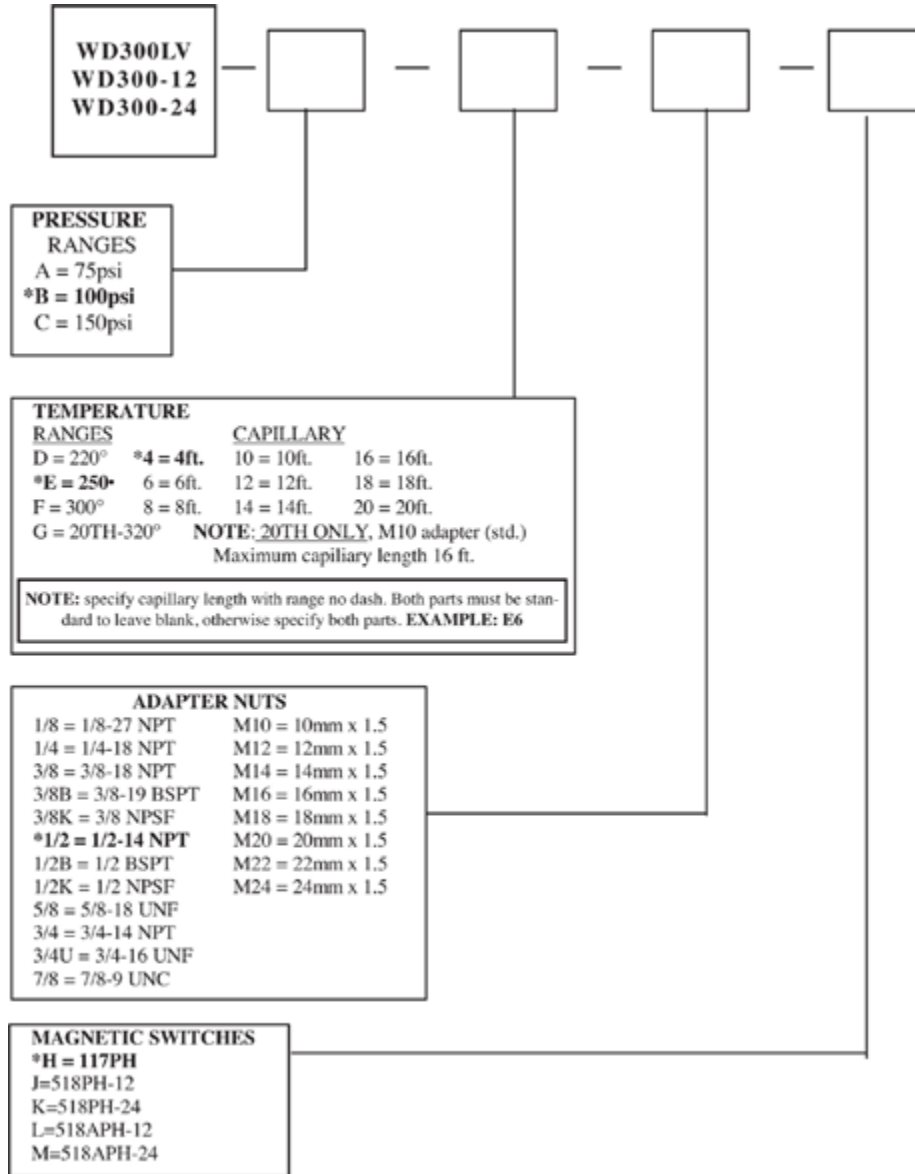 WD300LV
WD300-12
WD300-24
PRESSURE
RANGES
A = 75psi
*B = 100psi
C = 150psi
TEMPERATURE
RANGES CAPILLARY
D = 220° *4 = 4ft. 10 = 10ft. 16 = 16ft.
*E = 250• 6 = 6ft. 12 = 12ft. 18 = 18ft.
F = 300° 8 = 8ft. 14 = 14ft. 20 = 20ft.
G = 20TH-320° NOTE: 20TH ONLY, M10 adapter (std.)
Maximum capiliary length 16 ft.
NOTE: specify capillary length with range no dash. Both parts must be stan-
dard to leave blank, otherwise specify both parts. EXAMPLE: E6
ADAPTER NUTS
1/8 = 1/8-27 NPT M10 = 10mm x 1.5
1/4 = 1/4-18 NPT M12 = 12mm x 1.5
3/8 = 3/8-18 NPT M14 = 14mm x 1.5
3/8B = 3/8-19 BSPT M16 = 16mm x 1.5
3/8K = 3/8 NPSF M18 = 18mm x 1.5
*1/2 = 1/2-14 NPT M20 = 20mm x 1.5
1/2B = 1/2 BSPT M22 = 22mm x 1.5
1/2K = 1/2 NPSF M24 = 24mm x 1.5
5/8 = 5/8-18 UNF
3/4 = 3/4-14 NPT
3/4U = 3/4-16 UNF
7/8 = 7/8-9 UNC
MAGNETIC SWITCHES
*H = 117PH
J=518PH-12
K=518PH-24
L=518APH-12
M=518APH-24